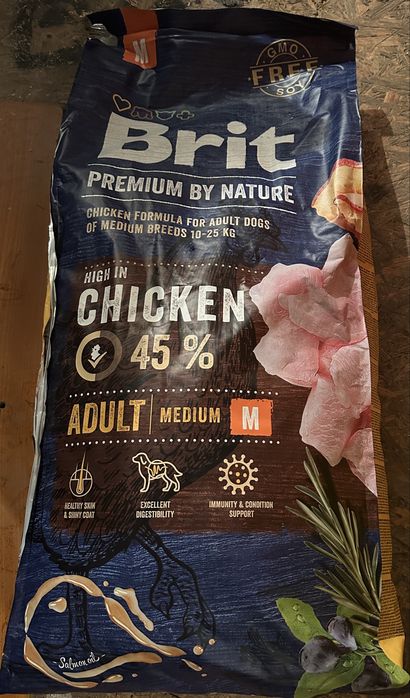 M
GMO
FREE
SOY
Brit
PREMIUM BY NATURE
CHICKEN FORMULA FOR ADULT DOGS
OF MEDIUM BREEDS 10-25 KG
HIGH IN
CHICKEN
45 %
ADULT MEDIUM M
HEALTHY SKIN
& SHINY COAT
EXCELLENT
DIGESTIBILITY
IMMUNITY & CONDITION
SUPPORT
Salmon oil